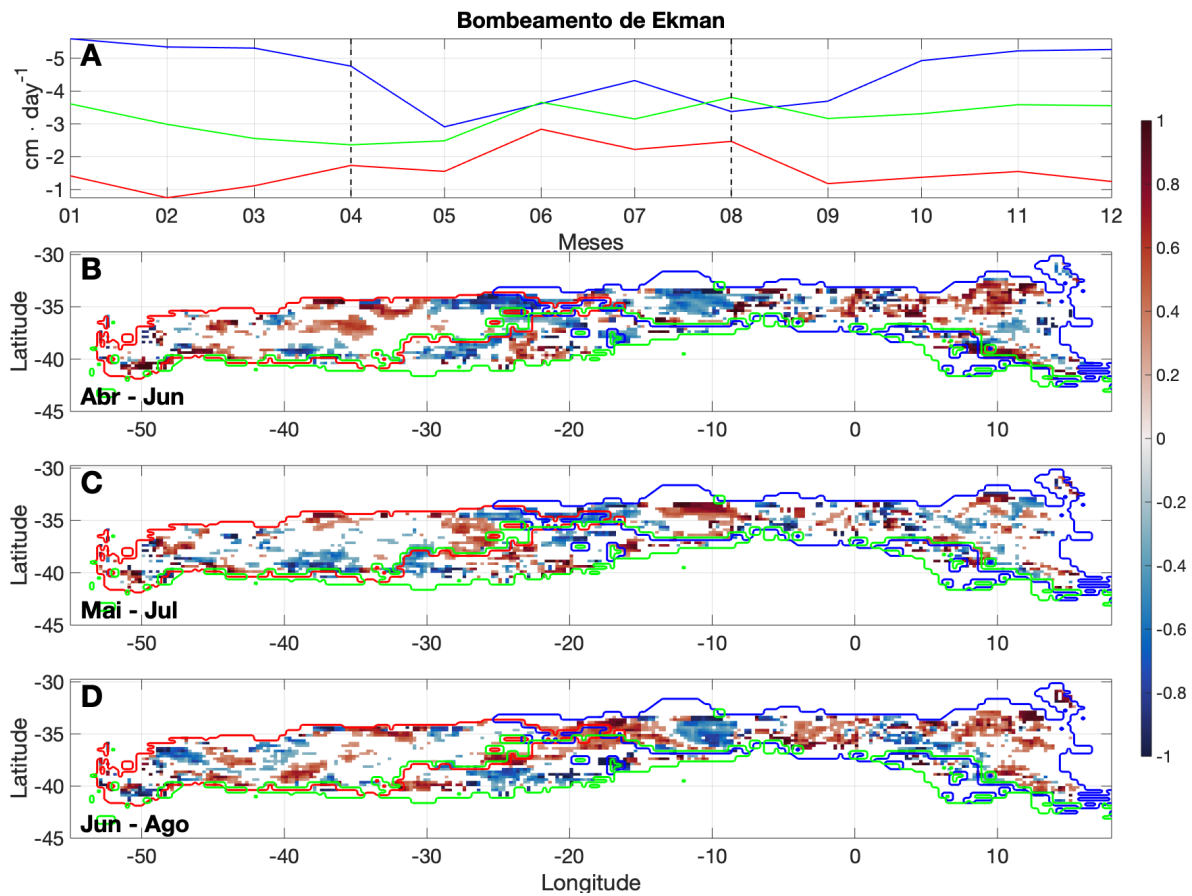 Bombeamento de Ekman
A
cm · day⁻¹
-5
-4
-3
-2
-1
01 02 03 04 05 06 07 08 09 10 11 12
Meses
B
Latitude
-30
-35
-40
-45
Abr - Jun
-50 -40 -30 -20 -10 0 10
C
Latitude
-30
-35
-40
-45
Mai - Jul
-50 -40 -30 -20 -10 0 10
D
Latitude
-30
-35
-40
-45
Jun - Ago
-50 -40 -30 -20 -10 0 10
Longitude
1
0.8
0.6
0.4
0.2
0
-0.2
-0.4
-0.6
-0.8
-1